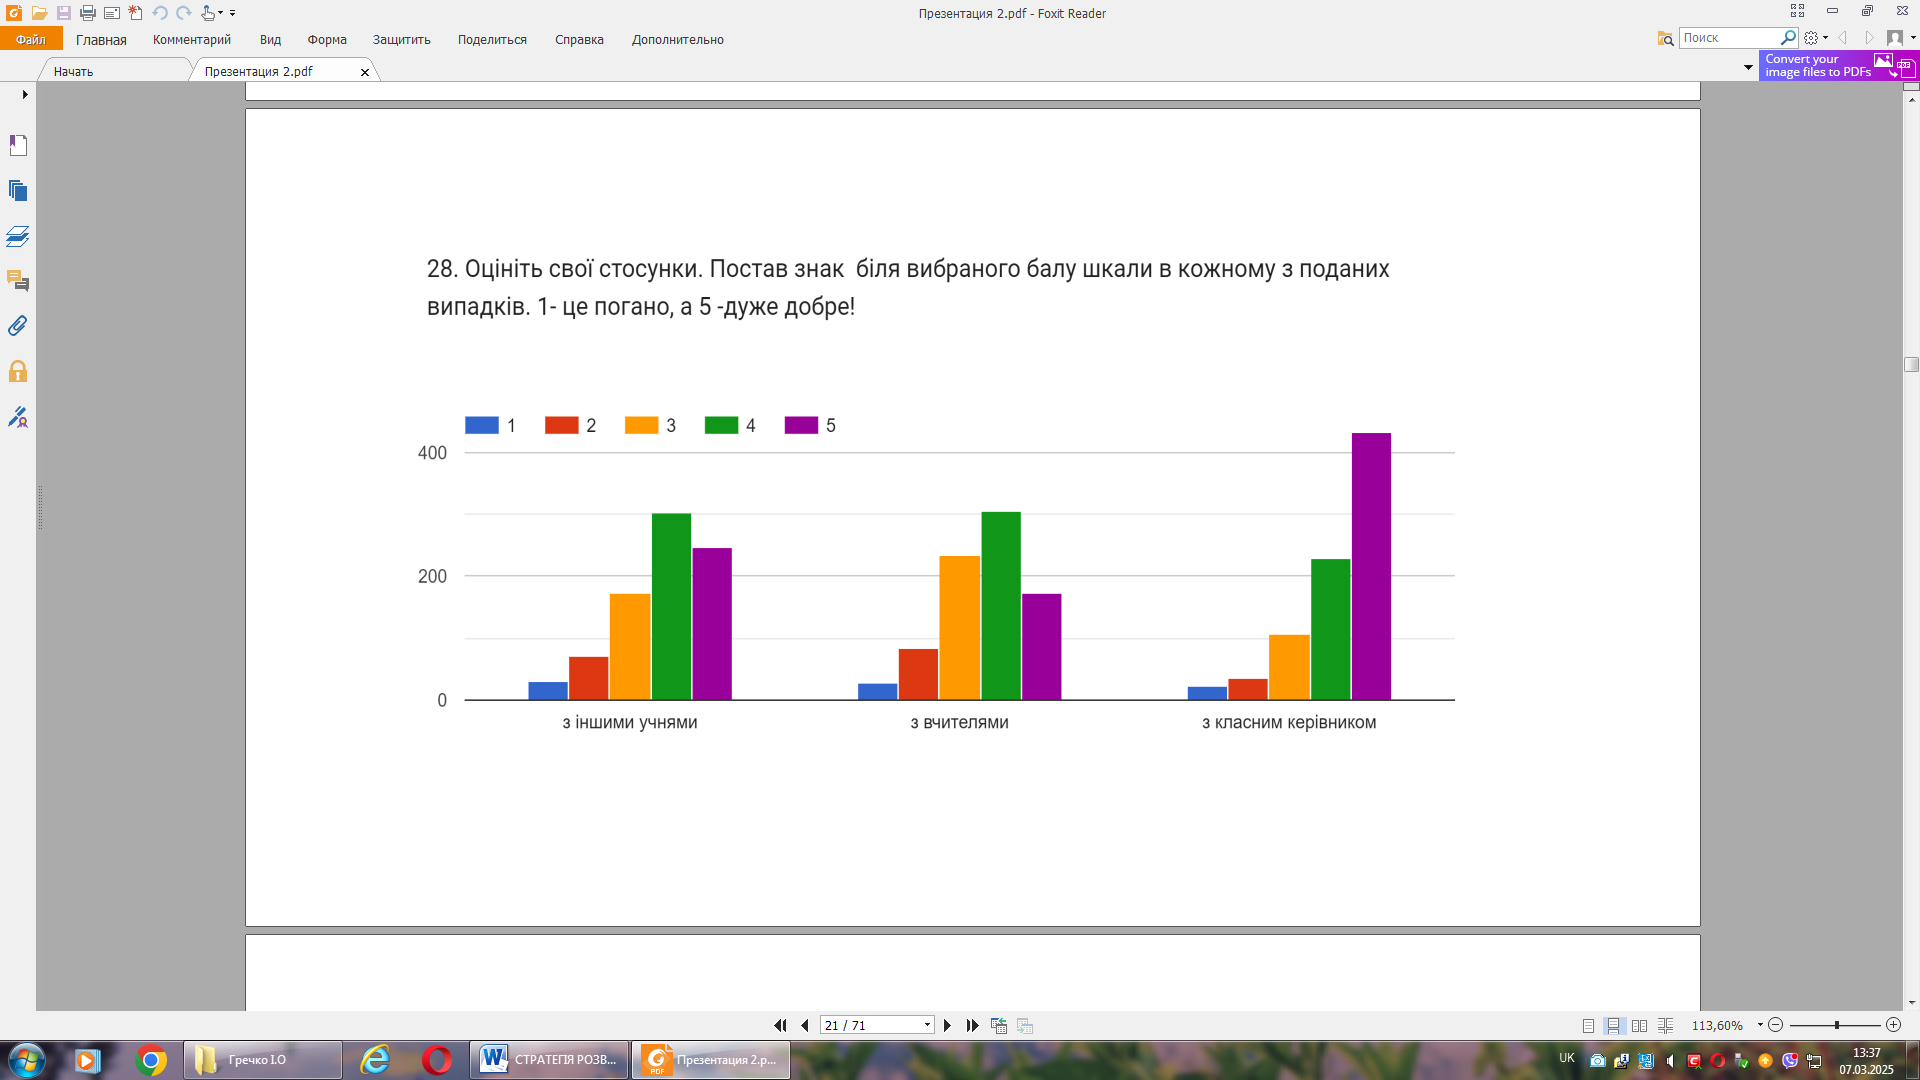 Презентация 2.pdf - Foxit Reader
Файл Главная Комментарий Вид Форма Защитить Поделиться Справка Дополнительно
Поиск
Начать Презентация 2.pdf
Convert your
image files to PDFs
28. Оцініть свої стосунки. Постав знак біля вибраного балу шкали в кожному з поданих
випадків. 1- це погано, а 5 -дуже добре!
1 2 3 4 5
400
200
0
з іншими учнями з вчителями з класним керівником
21 / 71
113,60%
Гречко І.О
СТРАТЕГІЯ РОЗВ...
Презентация 2.p...
UK
13:37
07.03.2025